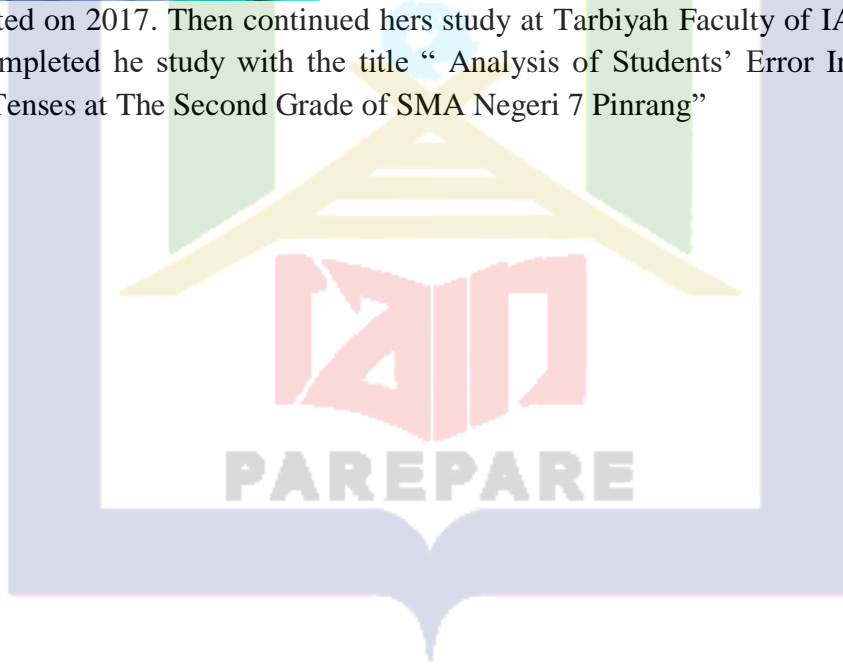 ted on 2017. Then continued hers study at Tarbiyah Faculty of IA
mpleted he study with the title “ Analysis of Students’ Error In
Tenses at The Second Grade of SMA Negeri 7 Pinrang”
iain
PAREPARE